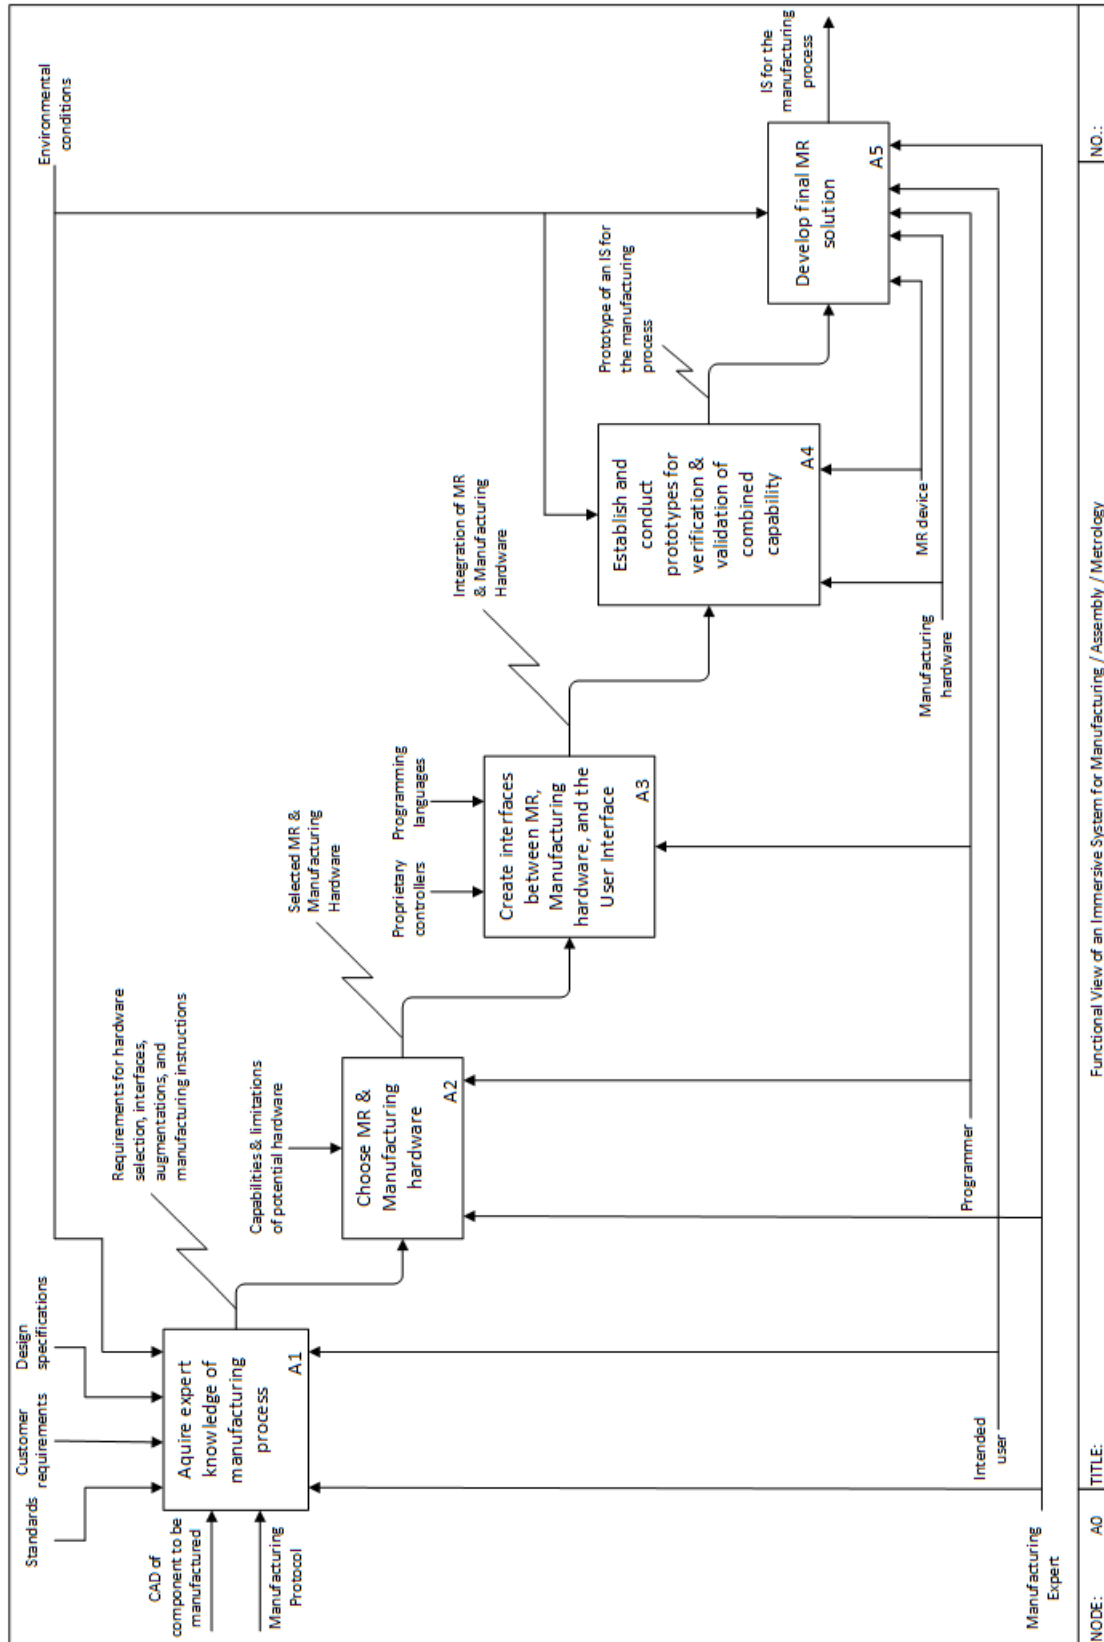 Standards
Customer
requirements
Design
specifications
Environmental
conditions
CAD of
component to be
manufactured
Manufacturing
Protocol
Aquire expert
knowledge of
manufacturing
process
A1
Requirements for hardware
selection, interfaces,
augmentations, and
manufacturing instructions
Capabilities & limitations
of potential hardware
Choose MR &
Manufacturing
hardware
A2
Selected MR &
Manufacturing
Hardware
Proprietary
controllers
Programming
languages
Create interfaces
between MR,
Manufacturing
hardware, and the
User Interface
A3
Integration of MR
& Manufacturing
Hardware
Establish and
conduct
prototypes for
verification &
validation of
combined
capability
A4
Prototype of an IS for
the manufacturing
process
Develop final MR
solution
A5
IS for the
manufacturing
process
MR device
Manufacturing
hardware
Programmer
Intended
user
Manufacturing
Expert
NODE: A0
TITLE: Functional View of an Immersive System for Manufacturing / Assembly / Metrology
NO.: